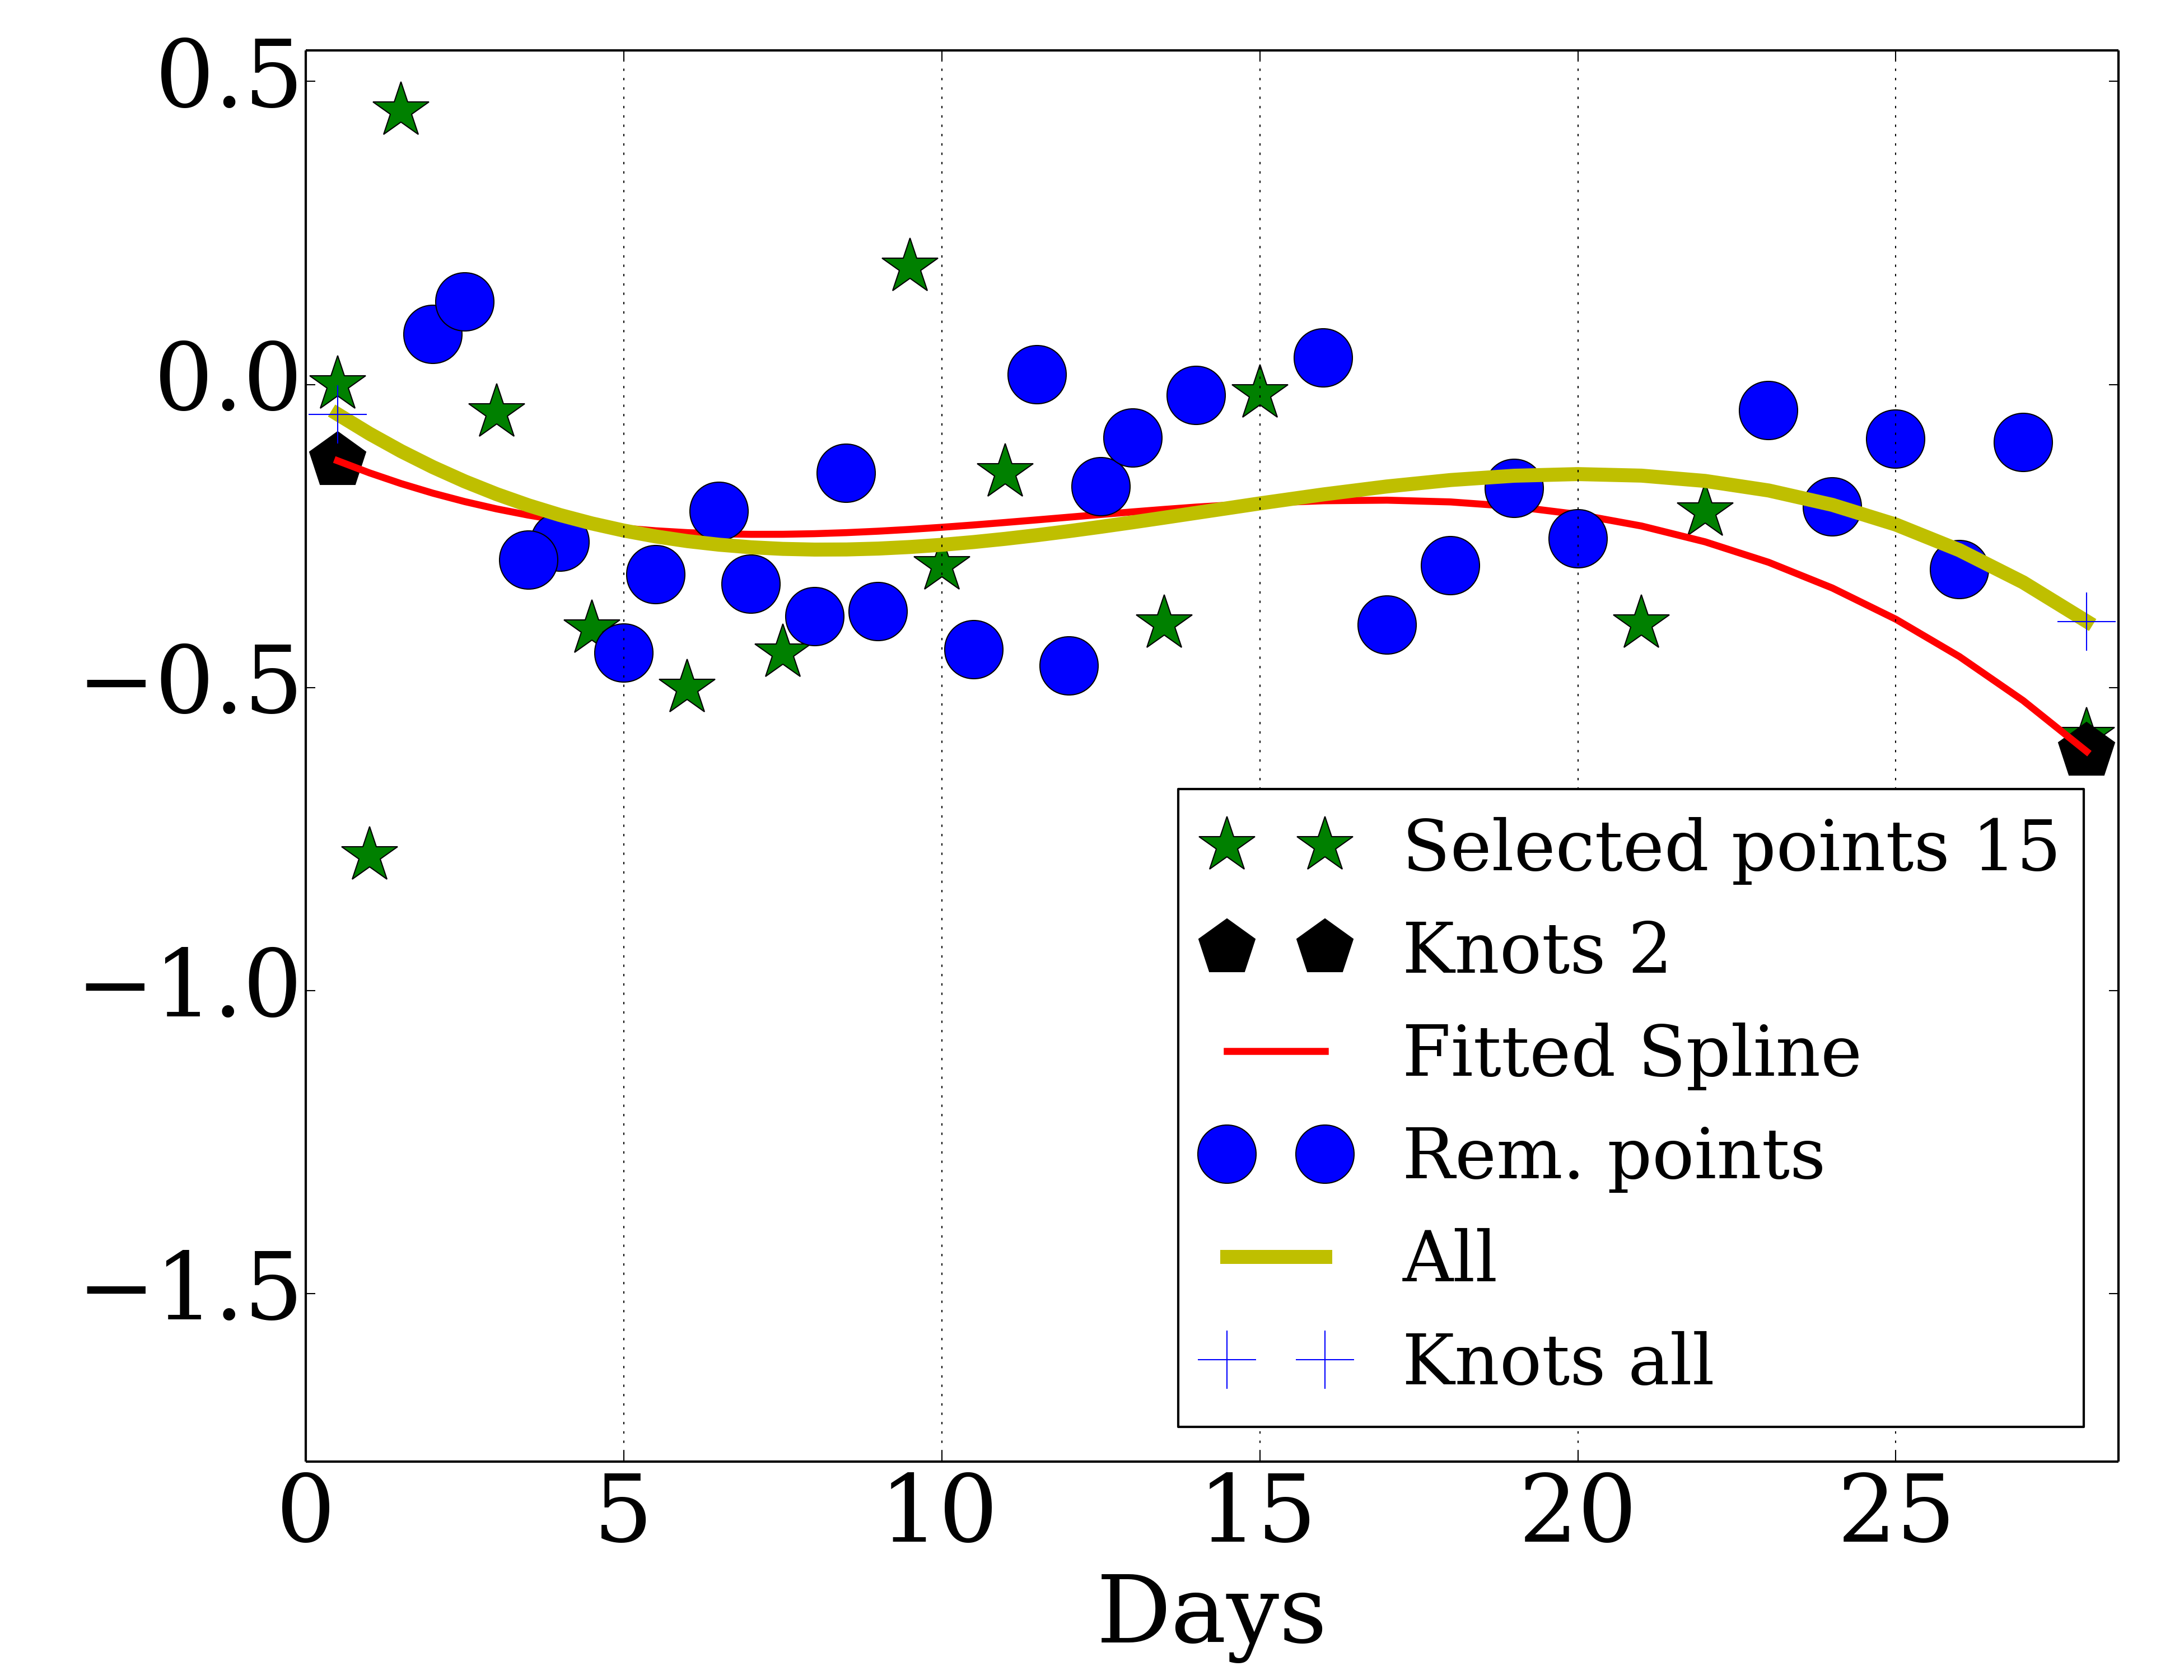 0.5
0.0
−0.5
−1.0
−1.5
Selected points 15
Knots 2
Fitted Spline
Rem. points
All
Knots all
0 5 10 15 20 25
Days